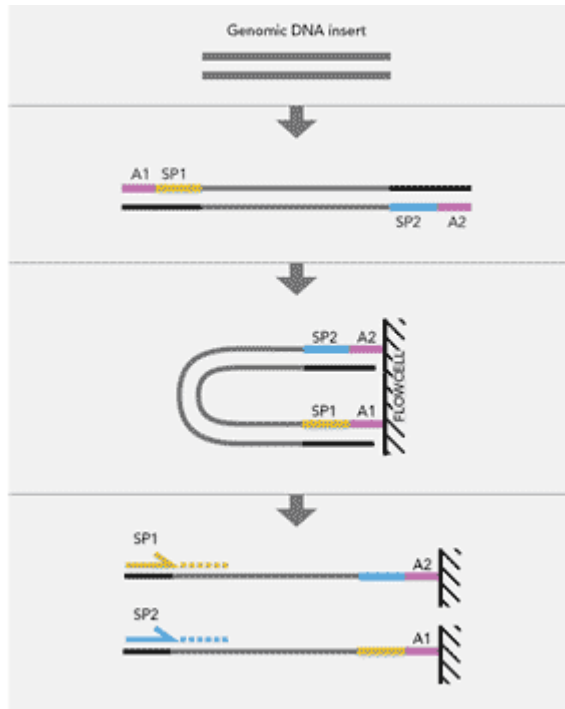 Genomic DNA insert
A1 SP1
SP2 A2
SP2 A2
FLOWCELL
SP1 A1
SP1
A2
SP2
A1